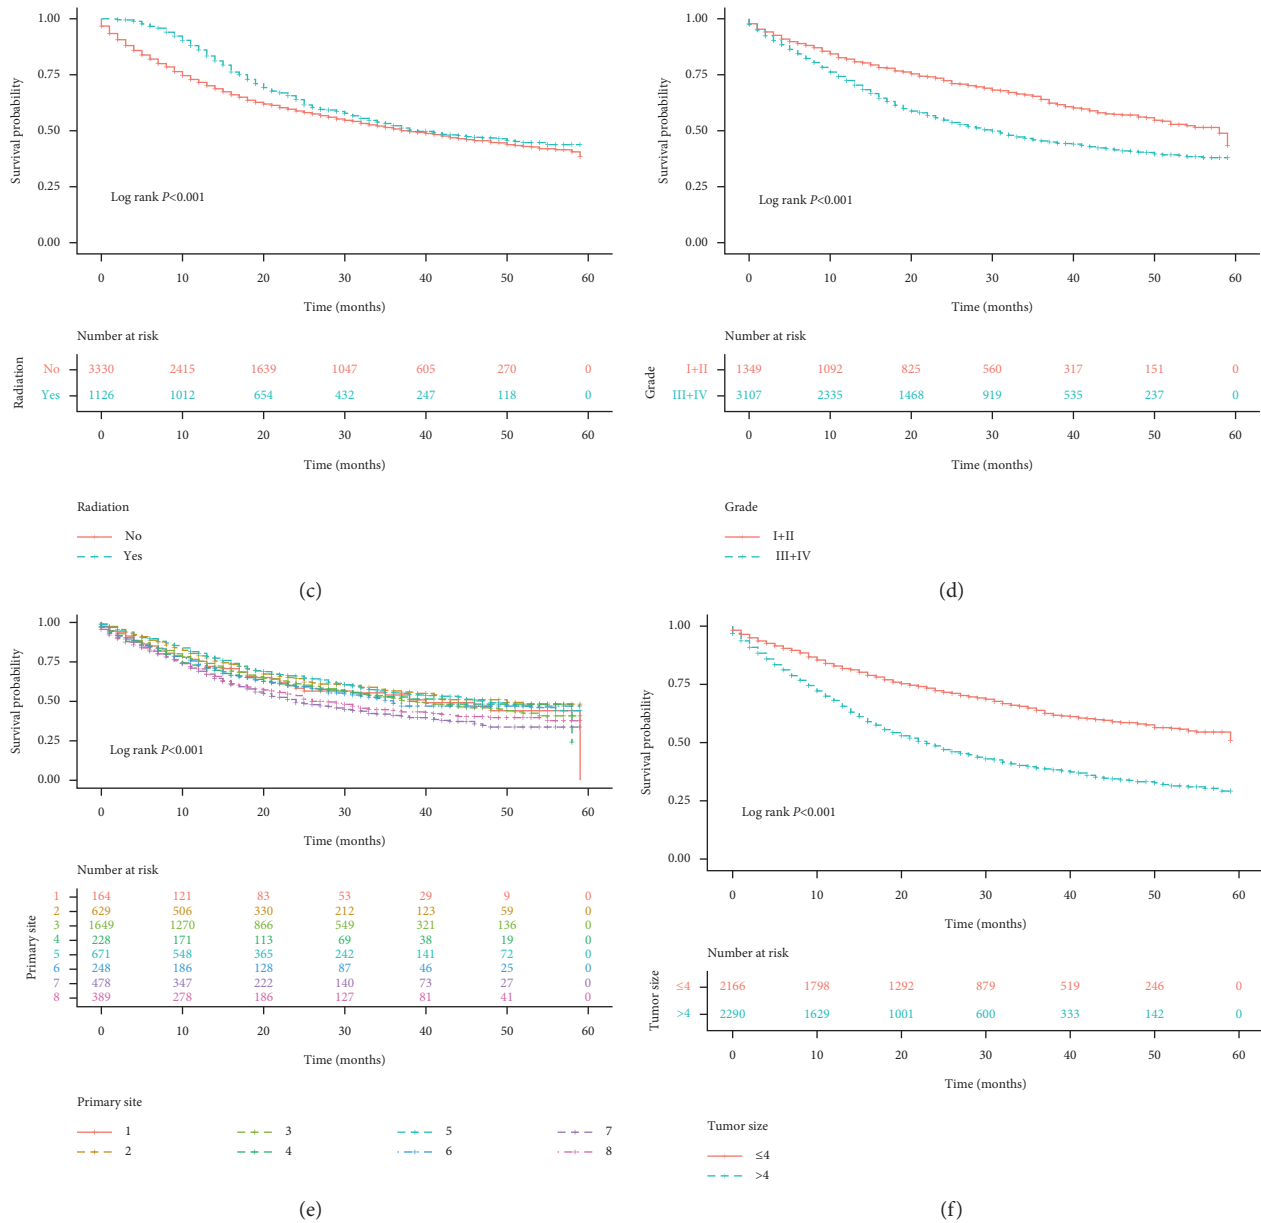 1.00
0.75
0.50
0.25
0.00
Survival probability
Log rank P<0.001
0 10 20 30 40 50 60
Time (months)
Number at risk
Radiation
No 3330 2415 1639 1047 605 270 0
Yes 1126 1012 654 432 247 118 0
0 10 20 30 40 50 60
Time (months)
Radiation
No
Yes
(c)
1.00
0.75
0.50
0.25
0.00
Survival probability
Log rank P<0.001
0 10 20 30 40 50 60
Time (months)
Number at risk
Grade
I+II 1349 1092 825 560 317 151 0
III+IV 3107 2335 1468 919 535 237 0
0 10 20 30 40 50 60
Time (months)
Grade
I+II
III+IV
(d)
1.00
0.75
0.50
0.25
0.00
Survival probability
Log rank P<0.001
0 10 20 30 40 50 60
Time (months)
Number at risk
Primary site
1 164 121 83 53 29 9 0
2 629 506 330 212 123 59 0
3 1649 1270 866 549 321 136 0
4 228 171 113 69 38 19 0
5 671 548 365 242 141 72 0
6 248 186 128 87 46 25 0
7 478 347 222 140 73 27 0
8 389 278 186 127 81 41 0
0 10 20 30 40 50 60
Time (months)
Primary site
1 3 5 7
2 4 6 8
(e)
1.00
0.75
0.50
0.25
0.00
Survival probability
Log rank P<0.001
0 10 20 30 40 50 60
Time (months)
Number at risk
Tumor size
≤4 2166 1798 1292 879 519 246 0
>4 2290 1629 1001 600 333 142 0
0 10 20 30 40 50 60
Time (months)
Tumor size
≤4
>4
(f)